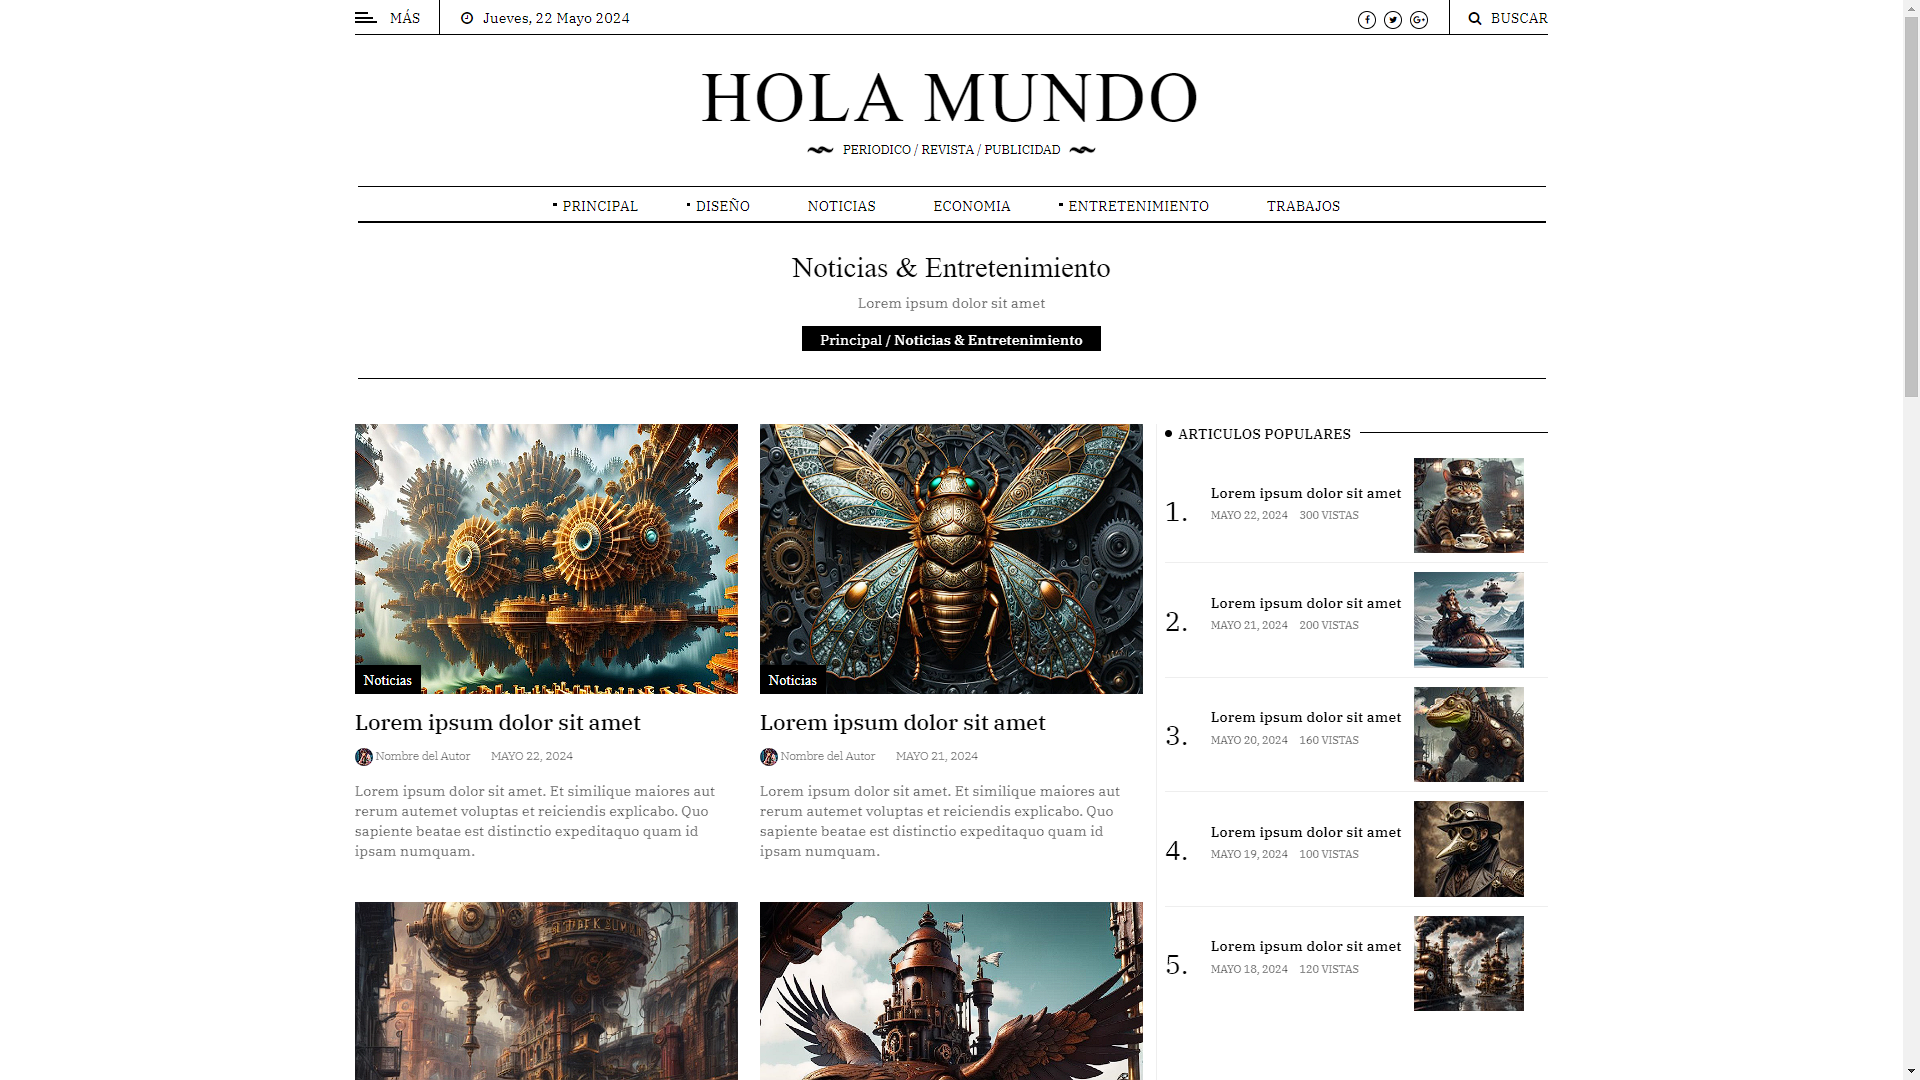 MÁS
Jueves, 22 Mayo 2024
BUSCAR
HOLA MUNDO
PERIODICO / REVISTA / PUBLICIDAD
PRINCIPAL
DISEÑO
NOTICIAS
ECONOMIA
ENTRETENIMIENTO
TRABAJOS
Noticias & Entretenimiento
Lorem ipsum dolor sit amet
Principal / Noticias & Entretenimiento
Noticias
Lorem ipsum dolor sit amet
Nombre del Autor MAYO 22, 2024
Lorem ipsum dolor sit amet. Et similique maiores aut
rerum autemet voluptas et reiciendis explicabo. Quo
sapiente beatae est distinctio expeditaquo quam id
ipsam numquam.
Noticias
Lorem ipsum dolor sit amet
Nombre del Autor MAYO 21, 2024
Lorem ipsum dolor sit amet. Et similique maiores aut
rerum autemet voluptas et reiciendis explicabo. Quo
sapiente beatae est distinctio expeditaquo quam id
ipsam numquam.
ARTICULOS POPULARES
1.
Lorem ipsum dolor sit amet
MAYO 22, 2024 300 VISTAS
2.
Lorem ipsum dolor sit amet
MAYO 21, 2024 200 VISTAS
3.
Lorem ipsum dolor sit amet
MAYO 20, 2024 160 VISTAS
4.
Lorem ipsum dolor sit amet
MAYO 19, 2024 100 VISTAS
5.
Lorem ipsum dolor sit amet
MAYO 18, 2024 120 VISTAS